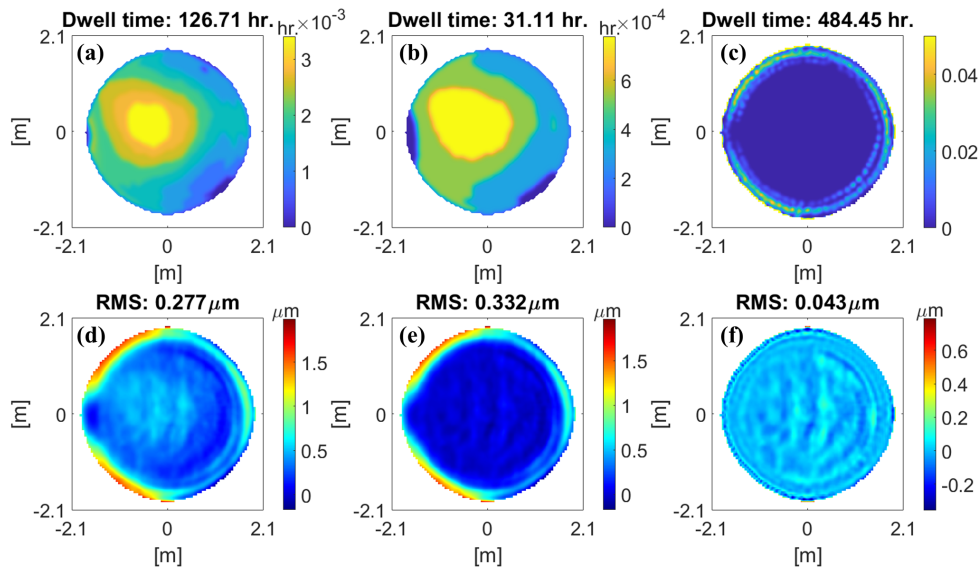 Dwell time: 126.71 hr.
hr.×10⁻³
(a)
2.1
0
-2.1
[m]
-2.1 0 2.1
[m]
3
2
1
0
Dwell time: 31.11 hr.
hr.×10⁻⁴
(b)
2.1
0
-2.1
[m]
-2.1 0 2.1
[m]
6
4
2
0
Dwell time: 484.45 hr.
(c)
2.1
0
-2.1
[m]
-2.1 0 2.1
[m]
0.04
0.02
0
RMS: 0.277μm
μm
(d)
2.1
0
-2.1
[m]
-2.1 0 2.1
[m]
1.5
1
0.5
0
RMS: 0.332μm
μm
(e)
2.1
0
-2.1
[m]
-2.1 0 2.1
[m]
1.5
1
0.5
0
RMS: 0.043μm
μm
(f)
2.1
0
-2.1
[m]
-2.1 0 2.1
[m]
0.6
0.4
0.2
0
-0.2